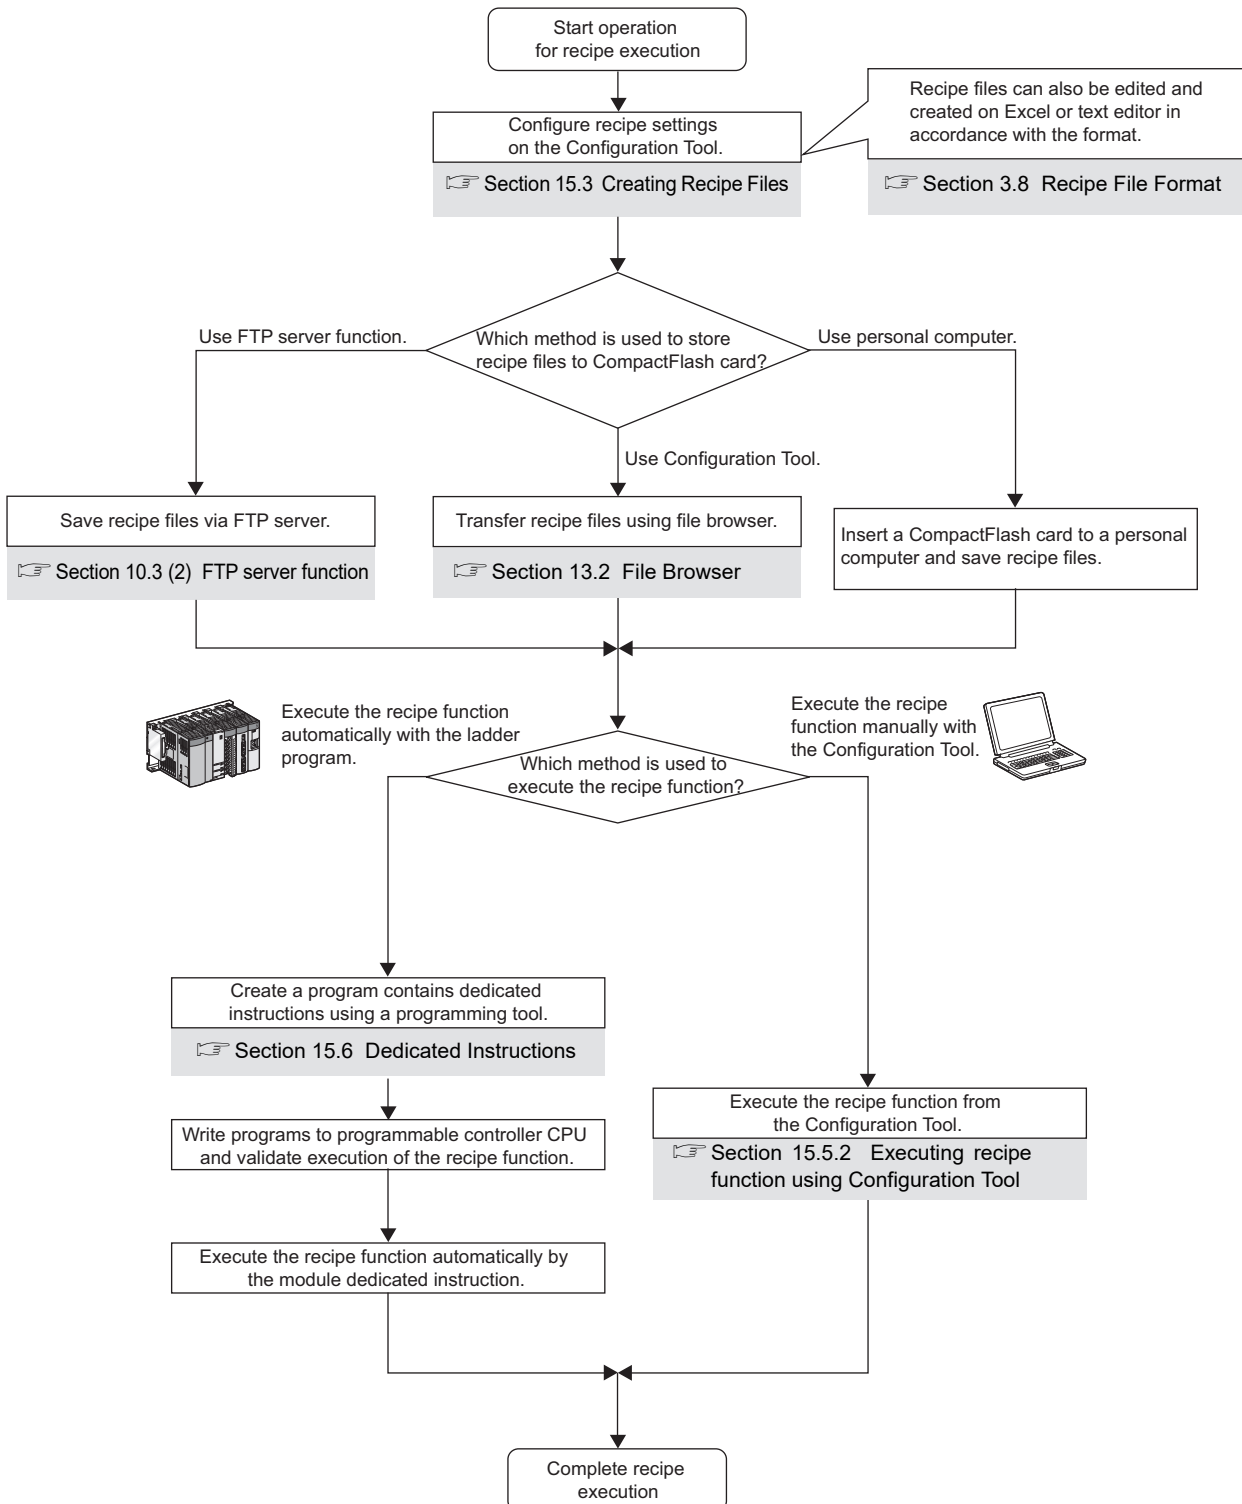 Start operation
for recipe execution
Configure recipe settings
on the Configuration Tool.
Section 15.3 Creating Recipe Files
Recipe files can also be edited and
created on Excel or text editor in
accordance with the format.
Section 3.8 Recipe File Format
Which method is used to store
recipe files to CompactFlash card?
Use FTP server function.
Use personal computer.
Use Configuration Tool.
Save recipe files via FTP server.
Section 10.3 (2) FTP server function
Transfer recipe files using file browser.
Section 13.2 File Browser
Insert a CompactFlash card to a personal
computer and save recipe files.
Execute the recipe function
automatically with the ladder
program.
Execute the recipe
function manually with
the Configuration Tool.
Which method is used to
execute the recipe function?
Create a program contains dedicated
instructions using a programming tool.
Section 15.6 Dedicated Instructions
Write programs to programmable controller CPU
and validate execution of the recipe function.
Execute the recipe function automatically by
the module dedicated instruction.
Execute the recipe function from
the Configuration Tool.
Section 15.5.2 Executing recipe
function using Configuration Tool
Complete recipe
execution